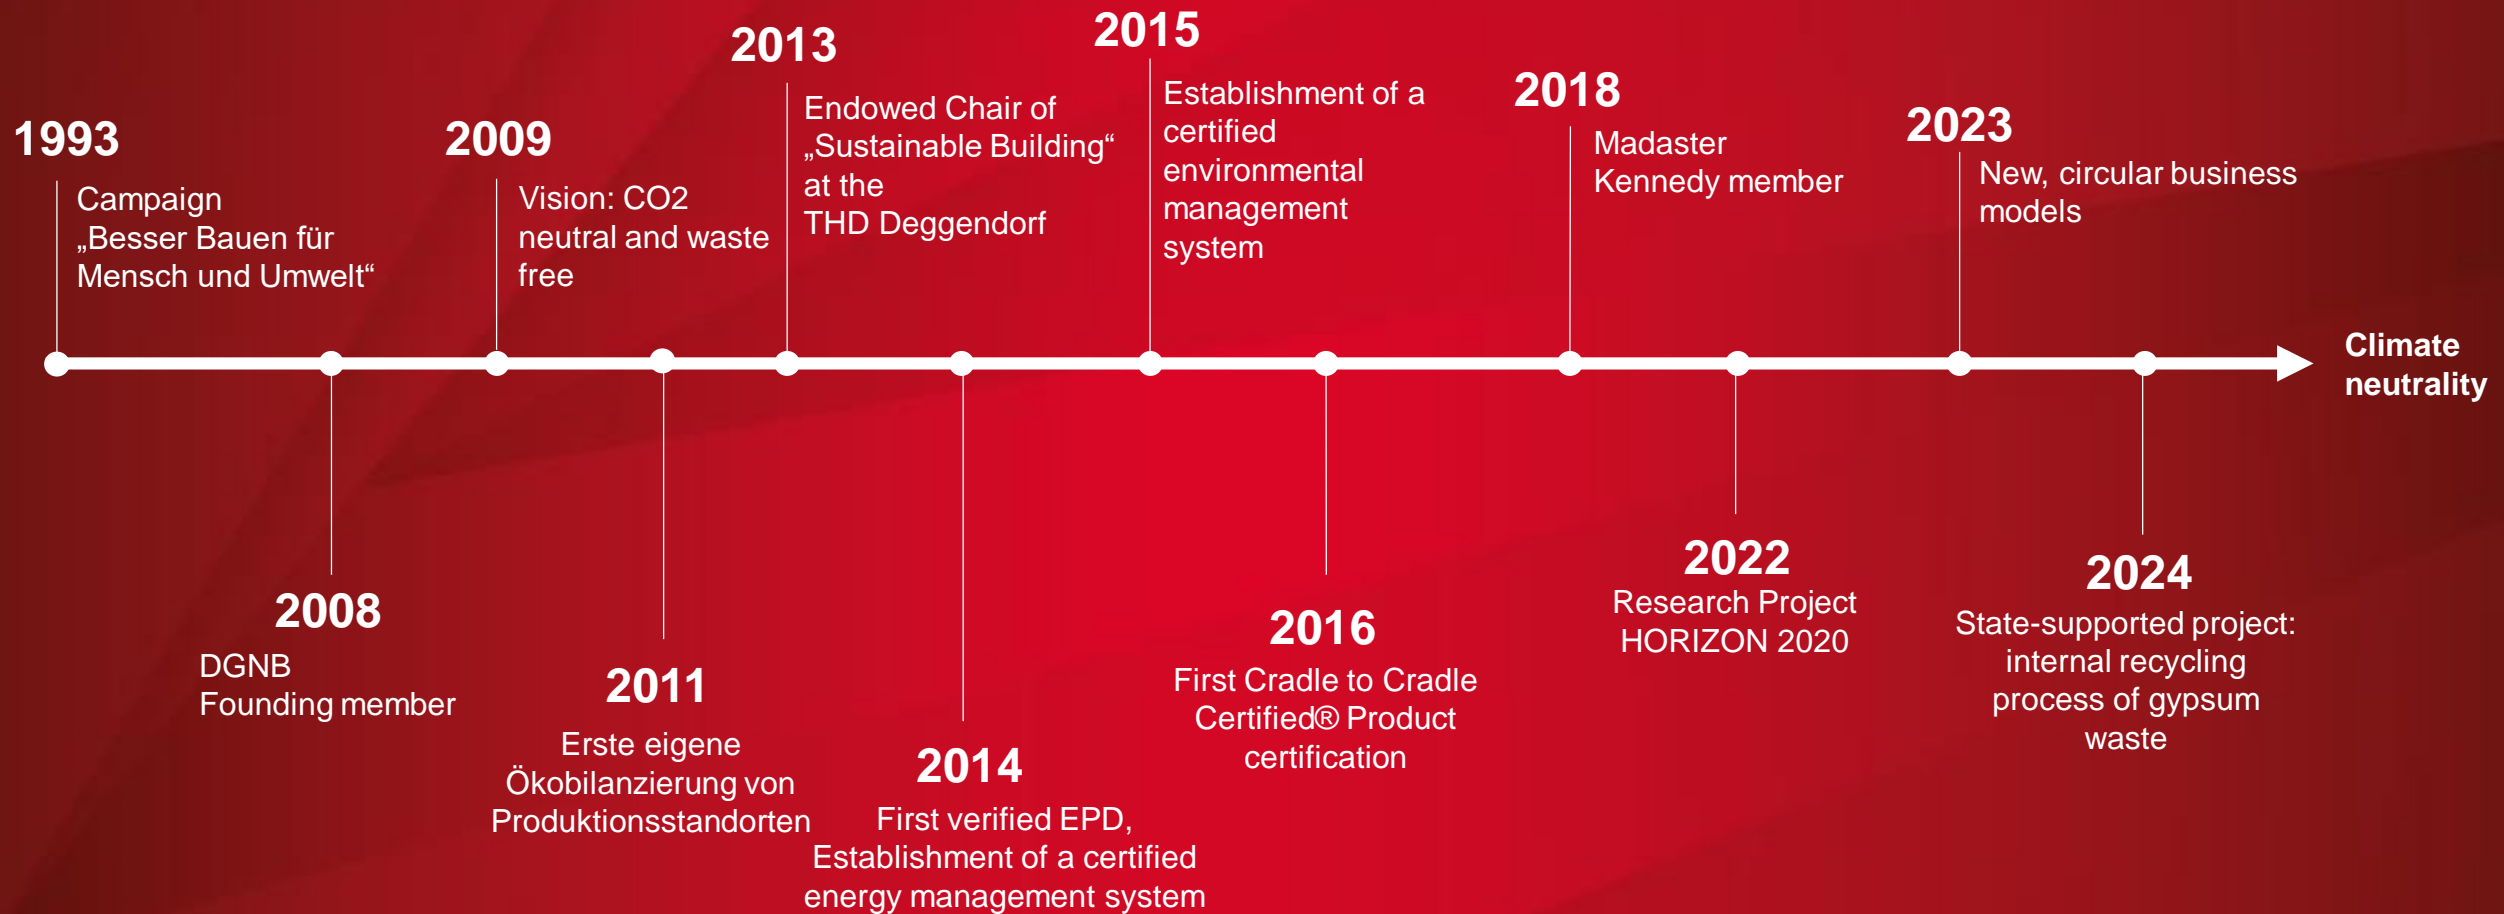 1993
Campaign
„Besser Bauen für
Mensch und Umwelt“
2008
DGNB
Founding member
2009
Vision: CO2
neutral and waste
free
2011
Erste eigene
Ökobilanzierung von
Produktionsstandorten
2013
Endowed Chair of
„Sustainable Building“
at the
THD Deggendorf
2014
First verified EPD,
Establishment of a certified
energy management system
2015
Establishment of a
certified
environmental
management
system
2016
First Cradle to Cradle
Certified® Product
certification
2018
Madaster
Kennedy member
2022
Research Project
HORIZON 2020
2023
New, circular business
models
2024
State-supported project:
internal recycling
process of gypsum
waste
Climate
neutrality